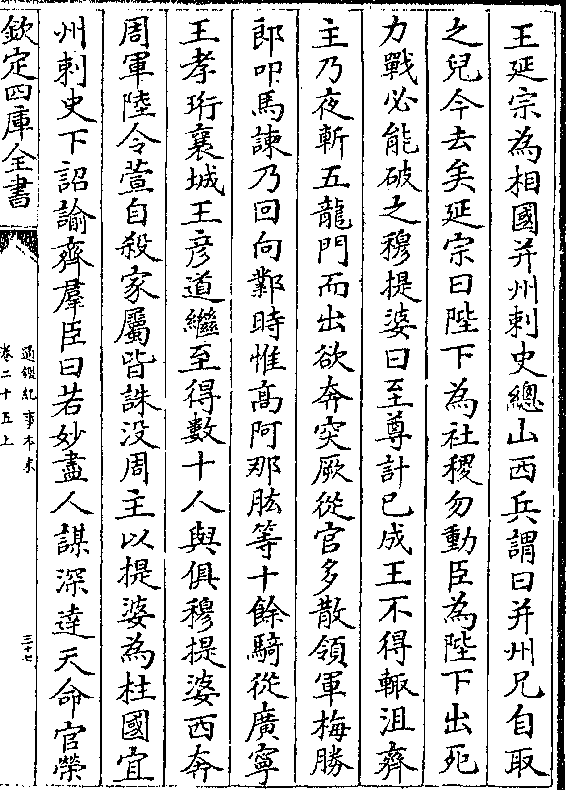 王延宗為相國并州刺史總山西兵謂曰并州兄自取
之兒今去矣延宗曰陛下為社稷勿動臣為陛下出死
力戰必能破之穆提婆曰至尊計已成王不得輙沮齊
主乃夜斬五龍門而出欲奔突厥從官多散領軍梅勝
郎叩馬諫乃回向鄴時惟高阿那肱等十餘騎從廣寧
王孝珩襄城王彦道繼至得數十人與俱穆提婆西奔
周軍陸令萱自殺家屬皆誅没周主以提婆為柱國宜
州刺史下詔諭齊羣臣曰若妙盡人謀深達天命官榮
欽定四庫全書
通鑑紀事本末
卷二十五上
三十七